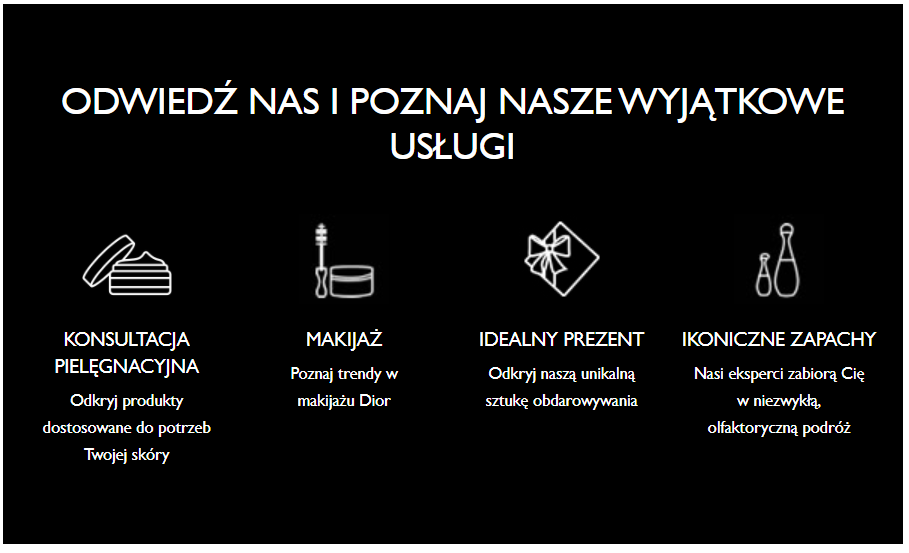 ODWIEDŹ NAS I POZNAJ NASZE WYJĄTKOWE
USŁUGI
KONSULTACJA
PIELĘGNACYJNA
Odkryj produkty
dostosowane do potrzeb
Twojej skóry
MAKIJAŻ
Poznaj trendy w
makijażu Dior
IDEALNY PREZENT
Odkryj naszą unikalną
sztukę obdarowywania
IKONICZNE ZAPACHY
Nasi eksperci zabiorą Cię
w niezwykłą,
olfaktoryczną podróż